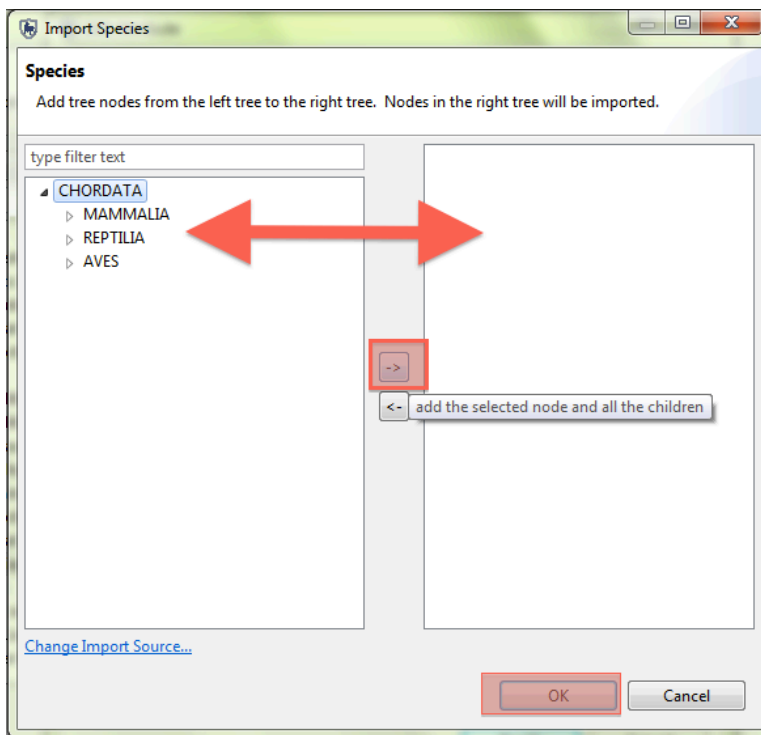 Import Species
Species
Add tree nodes from the left tree to the right tree.  Nodes in the right tree will be imported.
type filter text
CHORDATA
MAMMALIA
REPTILIA
AVES
->
<- add the selected node and all the children
Change Import Source...
OK Cancel